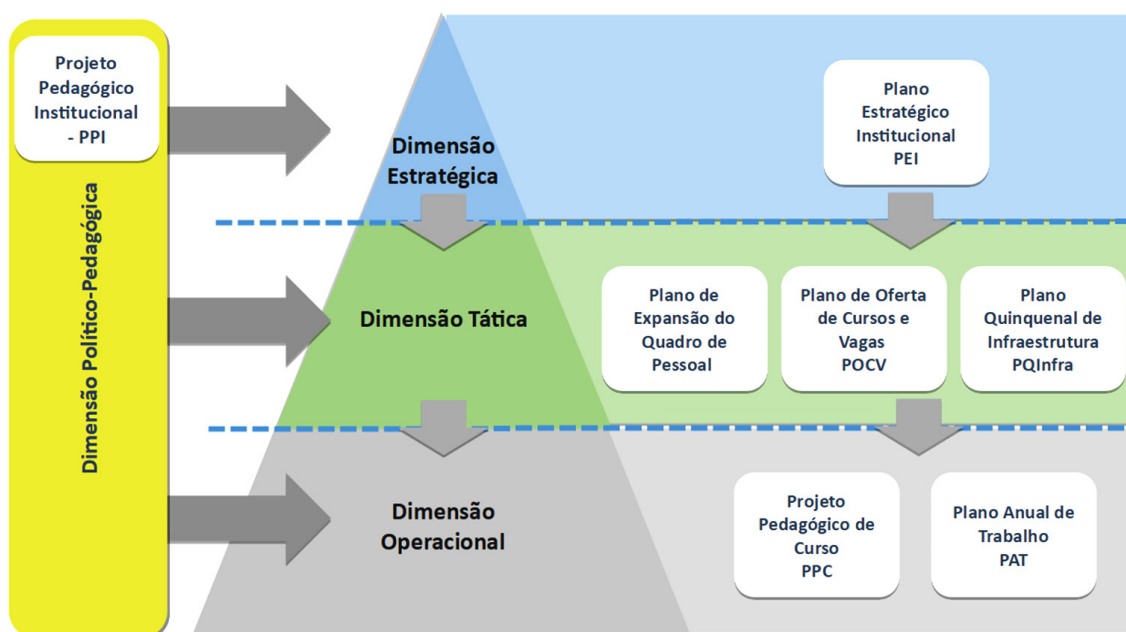 Projeto
Pedagógico
Institucional
- PPI
Dimensão Político-Pedagógica
Dimensão
Estratégica
Plano
Estratégico
Institucional
PEI
Dimensão Tática
Plano de
Expansão do
Quadro de
Pessoal
Plano de Oferta
de Cursos e
Vagas
POCV
Plano
Quinquenal de
Infraestrutura
PQInfra
Dimensão
Operacional
Projeto
Pedagógico de
Curso
PPC
Plano Anual de
Trabalho
PAT